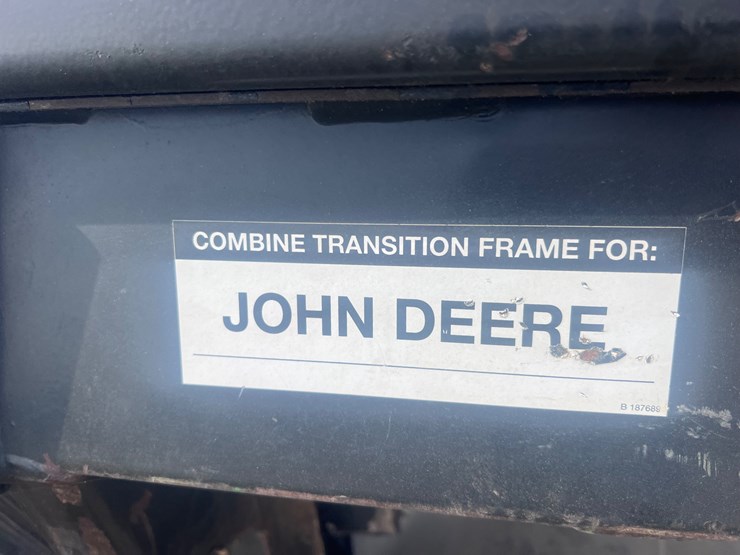 COMBINE TRANSITION FRAME FOR:
JOHN DEERE